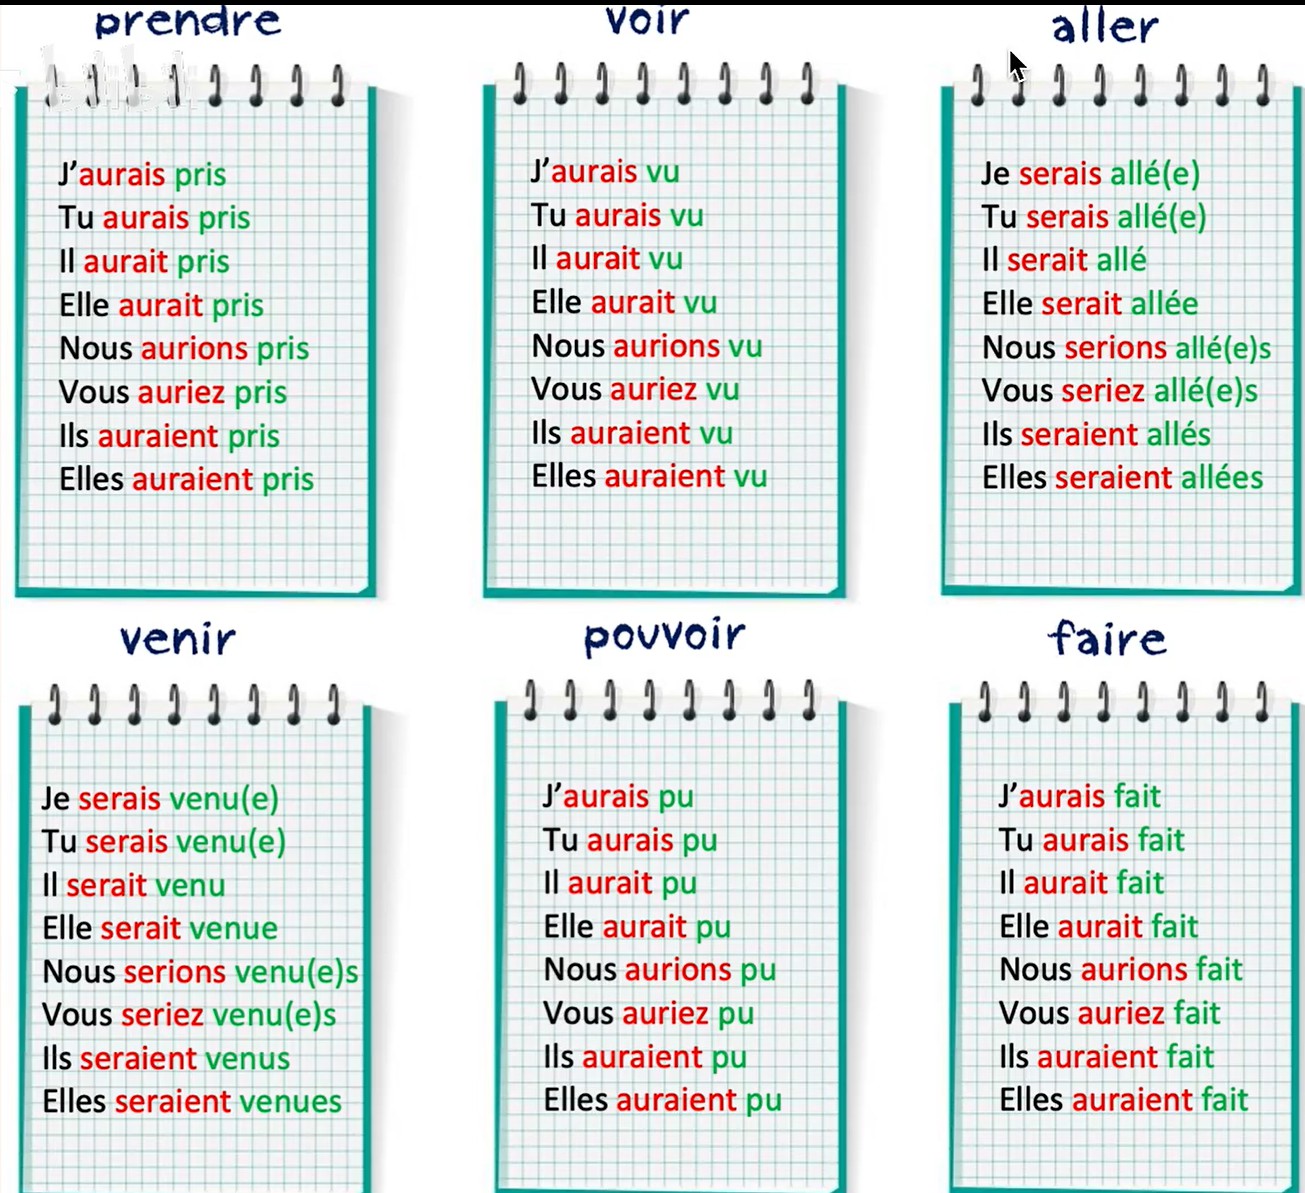 prendre
J'aurais pris
Tu aurais pris
Il aurait pris
Elle aurait pris
Nous aurions pris
Vous auriez pris
Ils auraient pris
Elles auraient pris
voir
J'aurais vu
Tu aurais vu
Il aurait vu
Elle aurait vu
Nous aurions vu
Vous auriez vu
Ils auraient vu
Elles auraient vu
aller
Je serais allé(e)
Tu serais allé(e)
Il serait allé
Elle serait allée
Nous serions allé(e)s
Vous seriez allé(e)s
Ils seraient allés
Elles seraient allées
venir
Je serais venu(e)
Tu serais venu(e)
Il serait venu
Elle serait venue
Nous serions venu(e)s
Vous seriez venu(e)s
Ils seraient venus
Elles seraient venues
pouvoir
J'aurais pu
Tu aurais pu
Il aurait pu
Elle aurait pu
Nous aurions pu
Vous auriez pu
Ils auraient pu
Elles auraient pu
faire
J'aurais fait
Tu aurais fait
Il aurait fait
Elle aurait fait
Nous aurions fait
Vous auriez fait
Ils auraient fait
Elles auraient fait